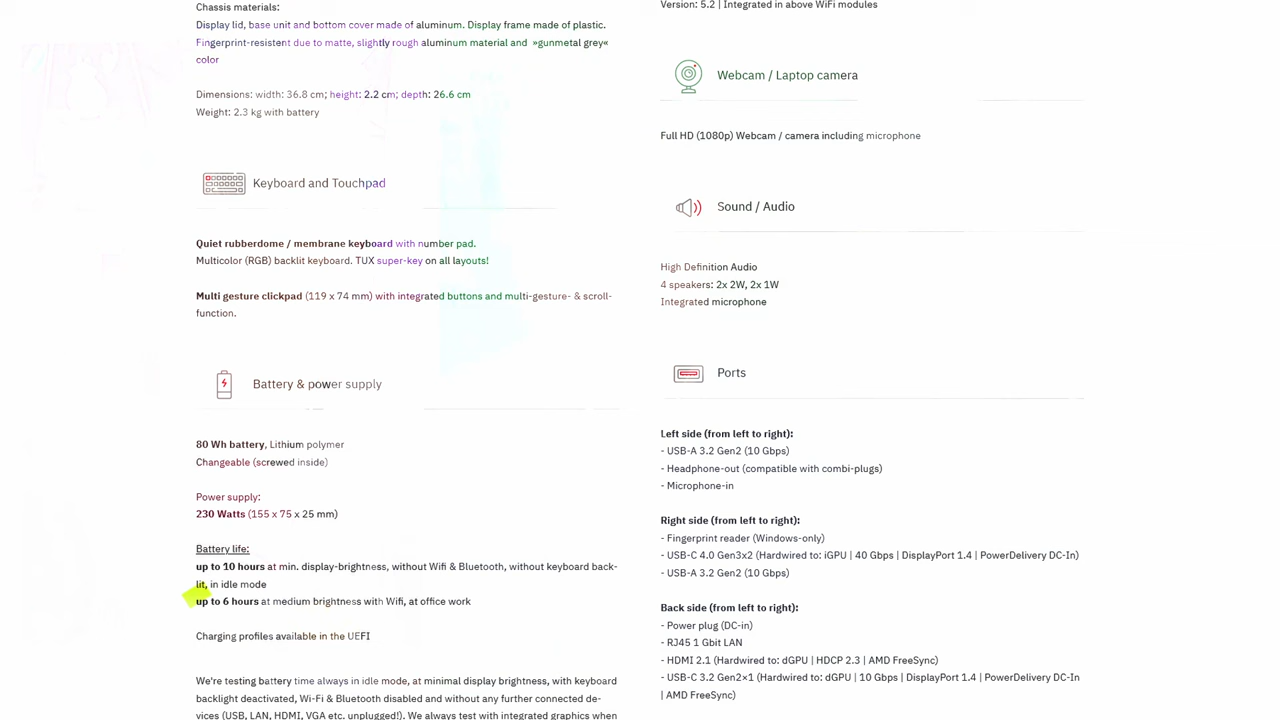 Chassis materials:
Display lid, base unit and bottom cover made of aluminum. Display frame made of plastic.
Fingerprint-resistent due to matte, slightly rough aluminum material and »gunmetal grey«
color
Dimensions: width: 36.8 cm; height: 2.2 cm; depth: 26.6 cm
Weight: 2.3 kg with battery
Keyboard and Touchpad
Quiet rubberdome / membrane keyboard with number pad.
Multicolor (RGB) backlit keyboard. TUX super-key on all layouts!
Multi gesture clickpad (119 x 74 mm) with integrated buttons and multi-gesture- & scroll-
function.
Battery & power supply
80 Wh battery, Lithium polymer
Changeable (screwed inside)
Power supply:
230 Watts (155 x 75 x 25 mm)
Battery life:
up to 10 hours at min. display-brightness, without Wifi & Bluetooth, without keyboard back-
lit, in idle mode
up to 6 hours at medium brightness with Wifi, at office work
Charging profiles available in the UEFI
We're testing battery time always in idle mode, at minimal display brightness, with keyboard
backlight deactivated, Wi-Fi & Bluetooth disabled and without any further connected de-
vices (USB, LAN, HDMI, VGA etc. unplugged!). We always test with integrated graphics when
Version: 5.2 | Integrated in above WiFi modules
Webcam / Laptop camera
Full HD (1080p) Webcam / camera including microphone
Sound / Audio
High Definition Audio
4 speakers: 2x 2W, 2x 1W
Integrated microphone
Ports
Left side (from left to right):
- USB-A 3.2 Gen2 (10 Gbps)
- Headphone-out (compatible with combi-plugs)
- Microphone-in
Right side (from left to right):
- Fingerprint reader (Windows-only)
- USB-C 4.0 Gen3x2 (Hardwired to: iGPU | 40 Gbps | DisplayPort 1.4 | PowerDelivery DC-In)
- USB-A 3.2 Gen2 (10 Gbps)
Back side (from left to right):
- Power plug (DC-in)
- RJ45 1 Gbit LAN
- HDMI 2.1 (Hardwired to: dGPU | HDCP 2.3 | AMD FreeSync)
- USB-C 3.2 Gen2×1 (Hardwired to: dGPU | 10 Gbps | DisplayPort 1.4 | PowerDelivery DC-In
| AMD FreeSync)